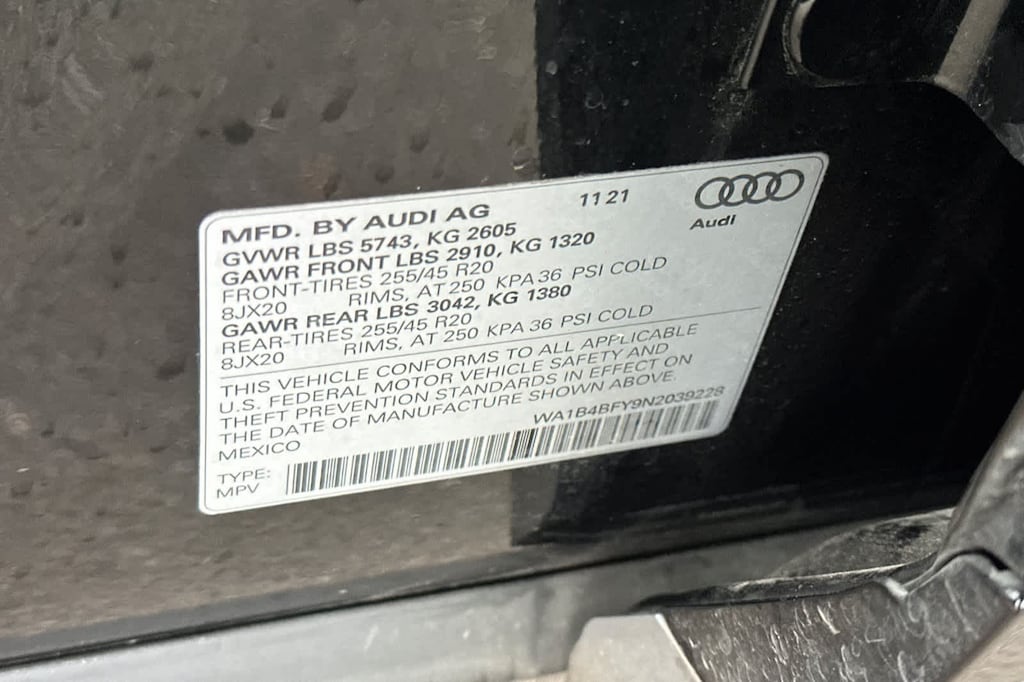 MFD. BY AUDI AG 11 21
Audi
GVWR LBS 5743, KG 2605
GAWR FRONT LBS 2910, KG 1320
FRONT-TIRES 255/45 R20
8JX20 RIMS, AT 250 KPA 36 PSI COLD
GAWR REAR LBS 3042, KG 1380
REAR-TIRES 255/45 R20
8JX20 RIMS, AT 250 KPA 36 PSI COLD
THIS VEHICLE CONFORMS TO ALL APPLICABLE
U.S. FEDERAL MOTOR VEHICLE SAFETY AND
THEFT PREVENTION STANDARDS IN EFFECT ON
THE DATE OF MANUFACTURE SHOWN ABOVE.
MEXICO WA1B4BFY9N2039228
TYPE:
MPV